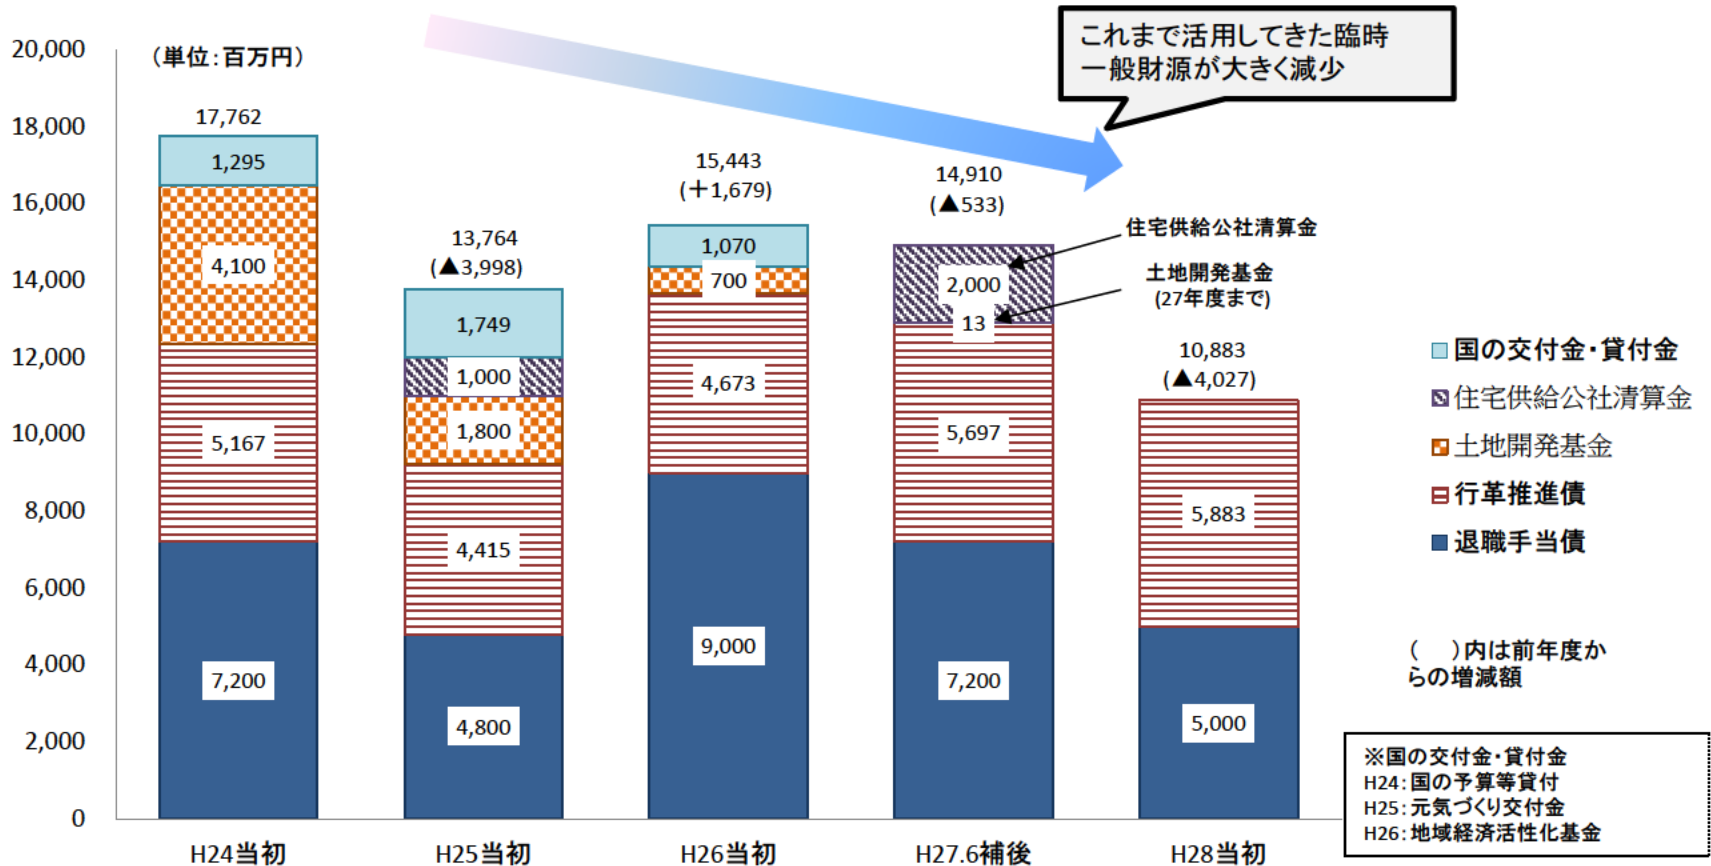 これまで活用してきた臨時
一般財源が大きく減少
(単位:百万円)
20,000
18,000
16,000
14,000
12,000
10,000
8,000
6,000
4,000
2,000
0
17,762
1,295
4,100
5,167
7,200
13,764
(▲3,998)
1,749
1,000
1,800
4,415
4,800
15,443
(+1,679)
1,070
700
4,673
9,000
14,910
(▲533)
2,000
13
5,697
7,200
住宅供給公社清算金
土地開発基金
(27年度まで)
10,883
(▲4,027)
5,883
5,000
H24当初
H25当初
H26当初
H27.6補後
H28当初
国の交付金・貸付金
住宅供給公社清算金
土地開発基金
行革推進債
退職手当債
( )内は前年度か
らの増減額
※国の交付金・貸付金
H24:国の予算等貸付
H25:元気づくり交付金
H26:地域経済活性化基金